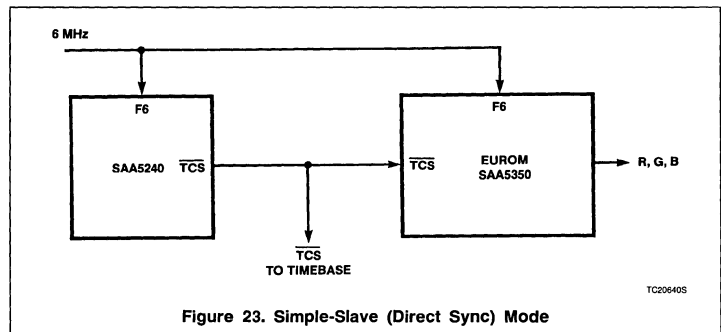 6 MHz
F6
F6
SAA5240
TCS
TCS
EUROM
SAA5350
R, G, B
TCS
TO TIMEBASE
TC20640S
Figure 23. Simple-Slave (Direct Sync) Mode